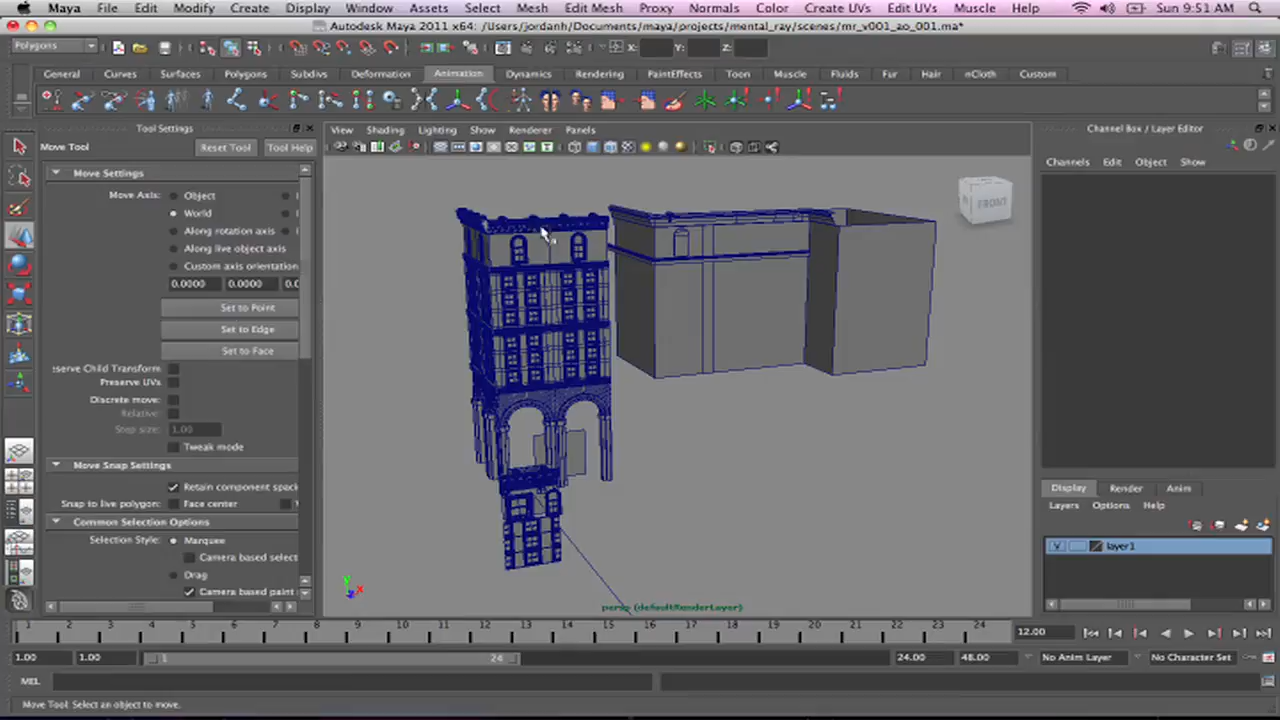 Maya File Edit Modify Create Display Window Assets Select Mesh Edit Mesh Proxy Normals Color Create UVs Edit UVs Muscle Help Sun 9:51 AM
Autodesk Maya 2011 x64: /Users/jordanh/Documents/maya/projects/mental_ray/scenes/mr_v001_ao_001.ma*
Polygons X: Y: Z:
General Curves Surfaces Polygons Subdivs Deformation Animation Dynamics Rendering PaintEffects Toon Muscle Fluids Fur Hair nCloth Custom
Tool Settings
Channel Box / Layer Editor
View Shading Lighting Show Renderer Panels
Move Tool Reset Tool Tool Help
Channels Edit Object Show
Move Settings
Move Axis: Object
World
FRONT
Along rotation axis
Along live object axis
Custom axis orientation
0.0000 0.0000 0.0
Set to Point
Set to Edge
Set to Face
eserve Child Transform
Preserve UVs
Discrete move:
Relative:
Step size: 1.00
Tweak mode
Move Snap Settings
Retain component spaci
Snap to live polygon: Face center
Common Selection Options
Selection Style: Marquee
Camera based select
Drag
Camera based paint
Display Render Anim
Layers Options Help
V layer1
y x z
persp (defaultRenderLayer)
1 2 3 4 5 6 7 8 9 10 11 12 13 14 15 16 17 18 19 20 21 22 23 24
12.00
1.00 1.00 1 24 24.00 48.00 No Anim Layer No Character Set
MEL
Move Tool: Select an object to move.